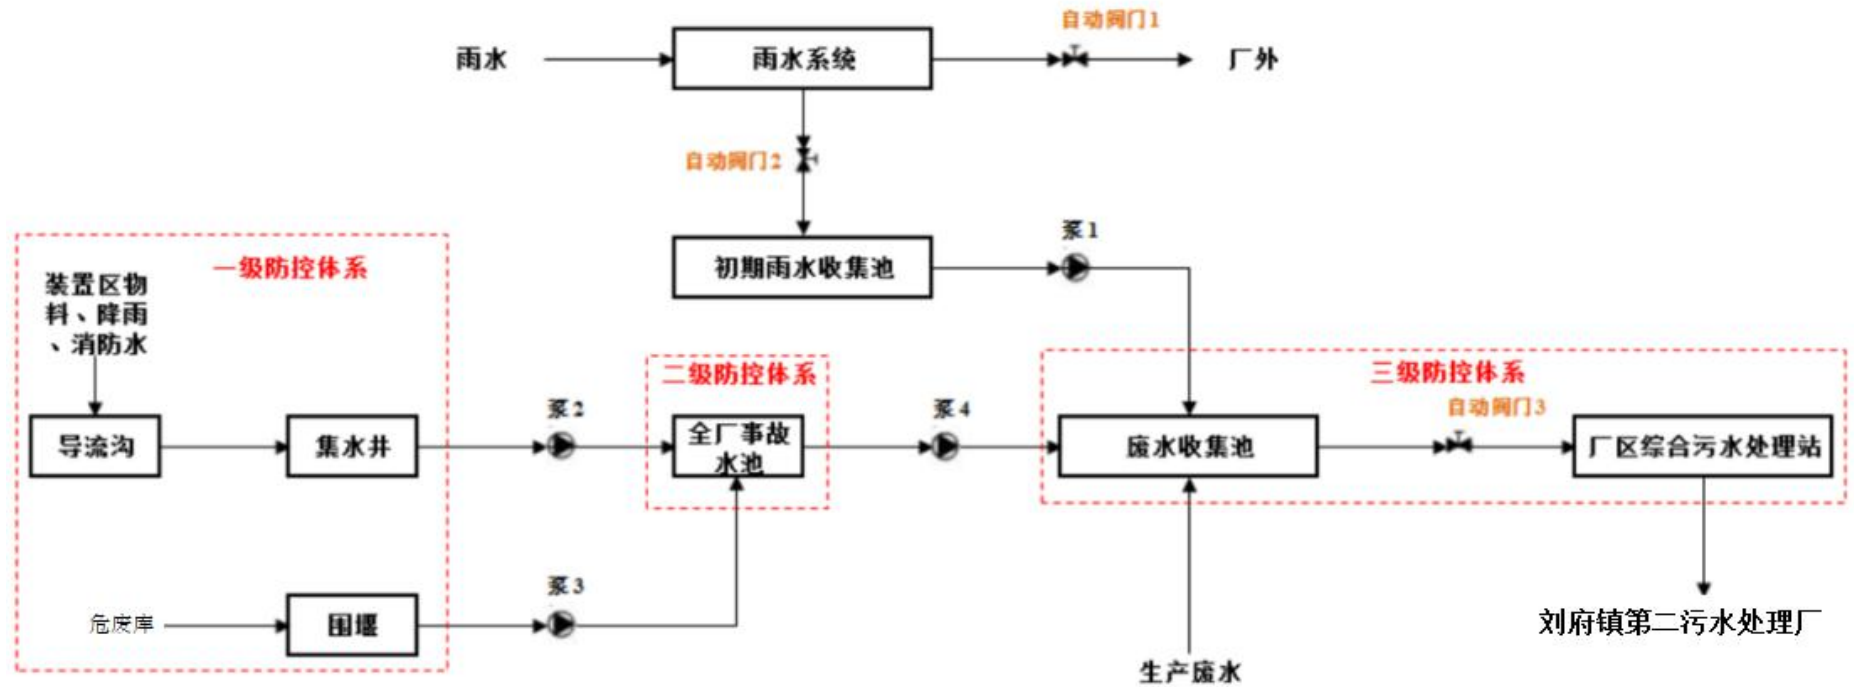 自动阀门1
雨水
雨水系统
厂外
自动阀门2
泵1
初期雨水收集池
一级防控体系
装置区物
料、降雨
、消防水
二级防控体系
三级防控体系
泵2
泵4
自动阀门3
导流沟
集水井
全厂事故
水池
废水收集池
厂区综合污水处理站
泵3
危废库
围堰
刘府镇第二污水处理厂
生产废水